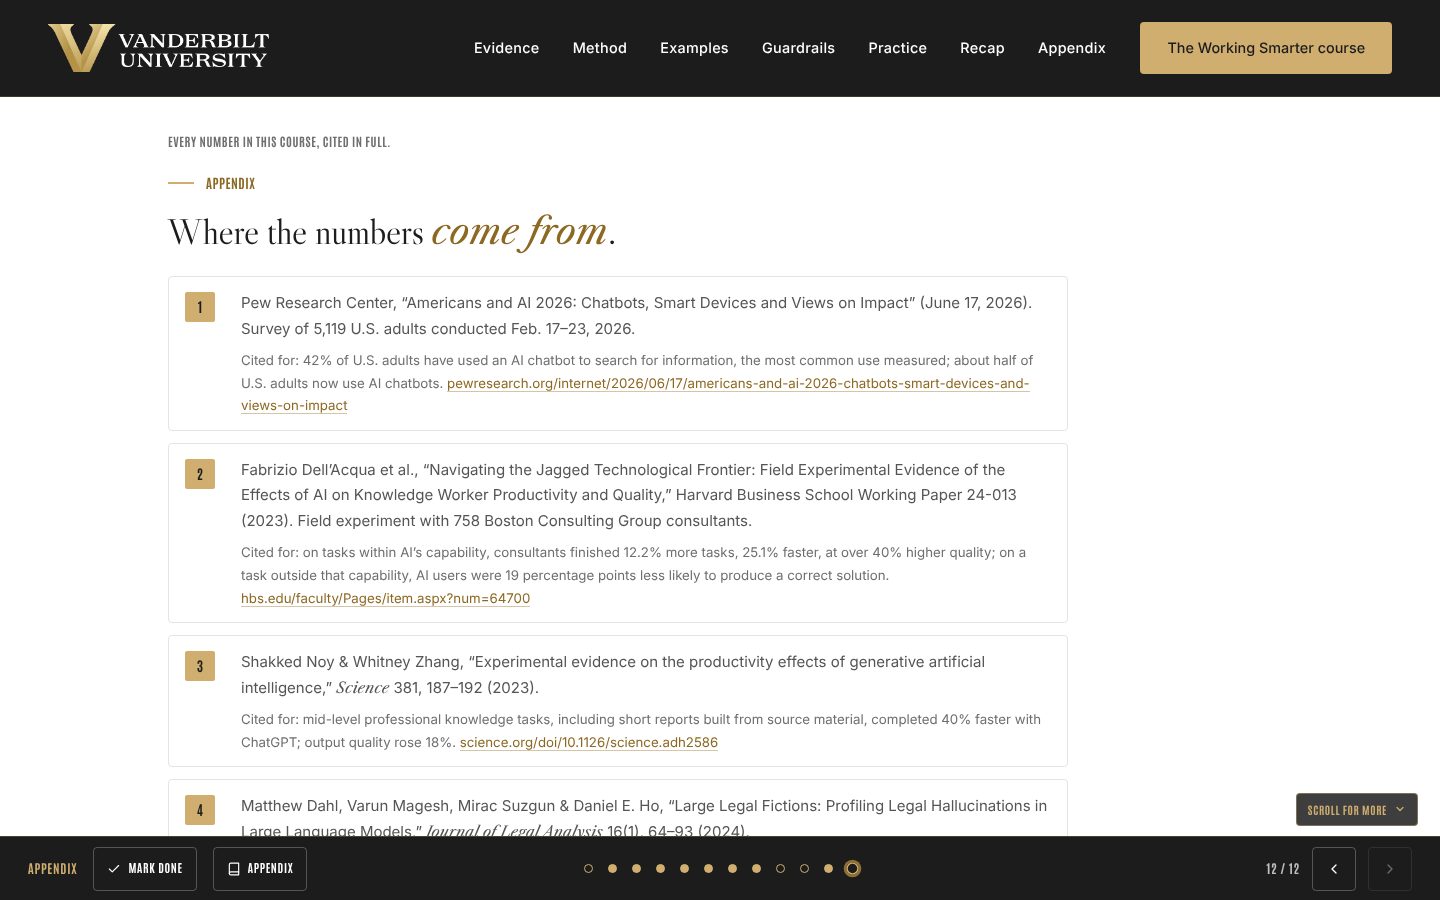 VANDERBILT
UNIVERSITY
Evidence
Method
Examples
Guardrails
Practice
Recap
Appendix
The Working Smarter course
EVERY NUMBER IN THIS COURSE, CITED IN FULL.
APPENDIX
Where the numbers come from.
1
Pew Research Center, “Americans and AI 2026: Chatbots, Smart Devices and Views on Impact” (June 17, 2026).
Survey of 5,119 U.S. adults conducted Feb. 17–23, 2026.
Cited for: 42% of U.S. adults have used an AI chatbot to search for information, the most common use measured; about half of
U.S. adults now use AI chatbots. pewresearch.org/internet/2026/06/17/americans-and-ai-2026-chatbots-smart-devices-and-
views-on-impact
2
Fabrizio Dell’Acqua et al., “Navigating the Jagged Technological Frontier: Field Experimental Evidence of the
Effects of AI on Knowledge Worker Productivity and Quality,” Harvard Business School Working Paper 24-013
(2023). Field experiment with 758 Boston Consulting Group consultants.
Cited for: on tasks within AI’s capability, consultants finished 12.2% more tasks, 25.1% faster, at over 40% higher quality; on a
task outside that capability, AI users were 19 percentage points less likely to produce a correct solution.
hbs.edu/faculty/Pages/item.aspx?num=64700
3
Shakked Noy & Whitney Zhang, “Experimental evidence on the productivity effects of generative artificial
intelligence,” Science 381, 187–192 (2023).
Cited for: mid-level professional knowledge tasks, including short reports built from source material, completed 40% faster with
ChatGPT; output quality rose 18%. science.org/doi/10.1126/science.adh2586
4
Matthew Dahl, Varun Magesh, Mirac Suzgun & Daniel E. Ho, “Large Legal Fictions: Profiling Legal Hallucinations in
Large Language Models,” Journal of Legal Analysis 16(1), 64–93 (2024).
SCROLL FOR MORE
APPENDIX
MARK DONE
APPENDIX
12 / 12